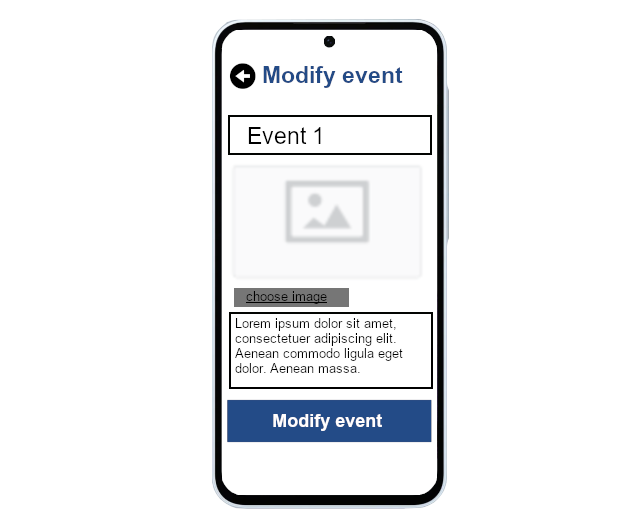 Modify event
Event 1
choose image
Lorem ipsum dolor sit amet,
consectetuer adipiscing elit.
Aenean commodo ligula eget
dolor. Aenean massa.
Modify event